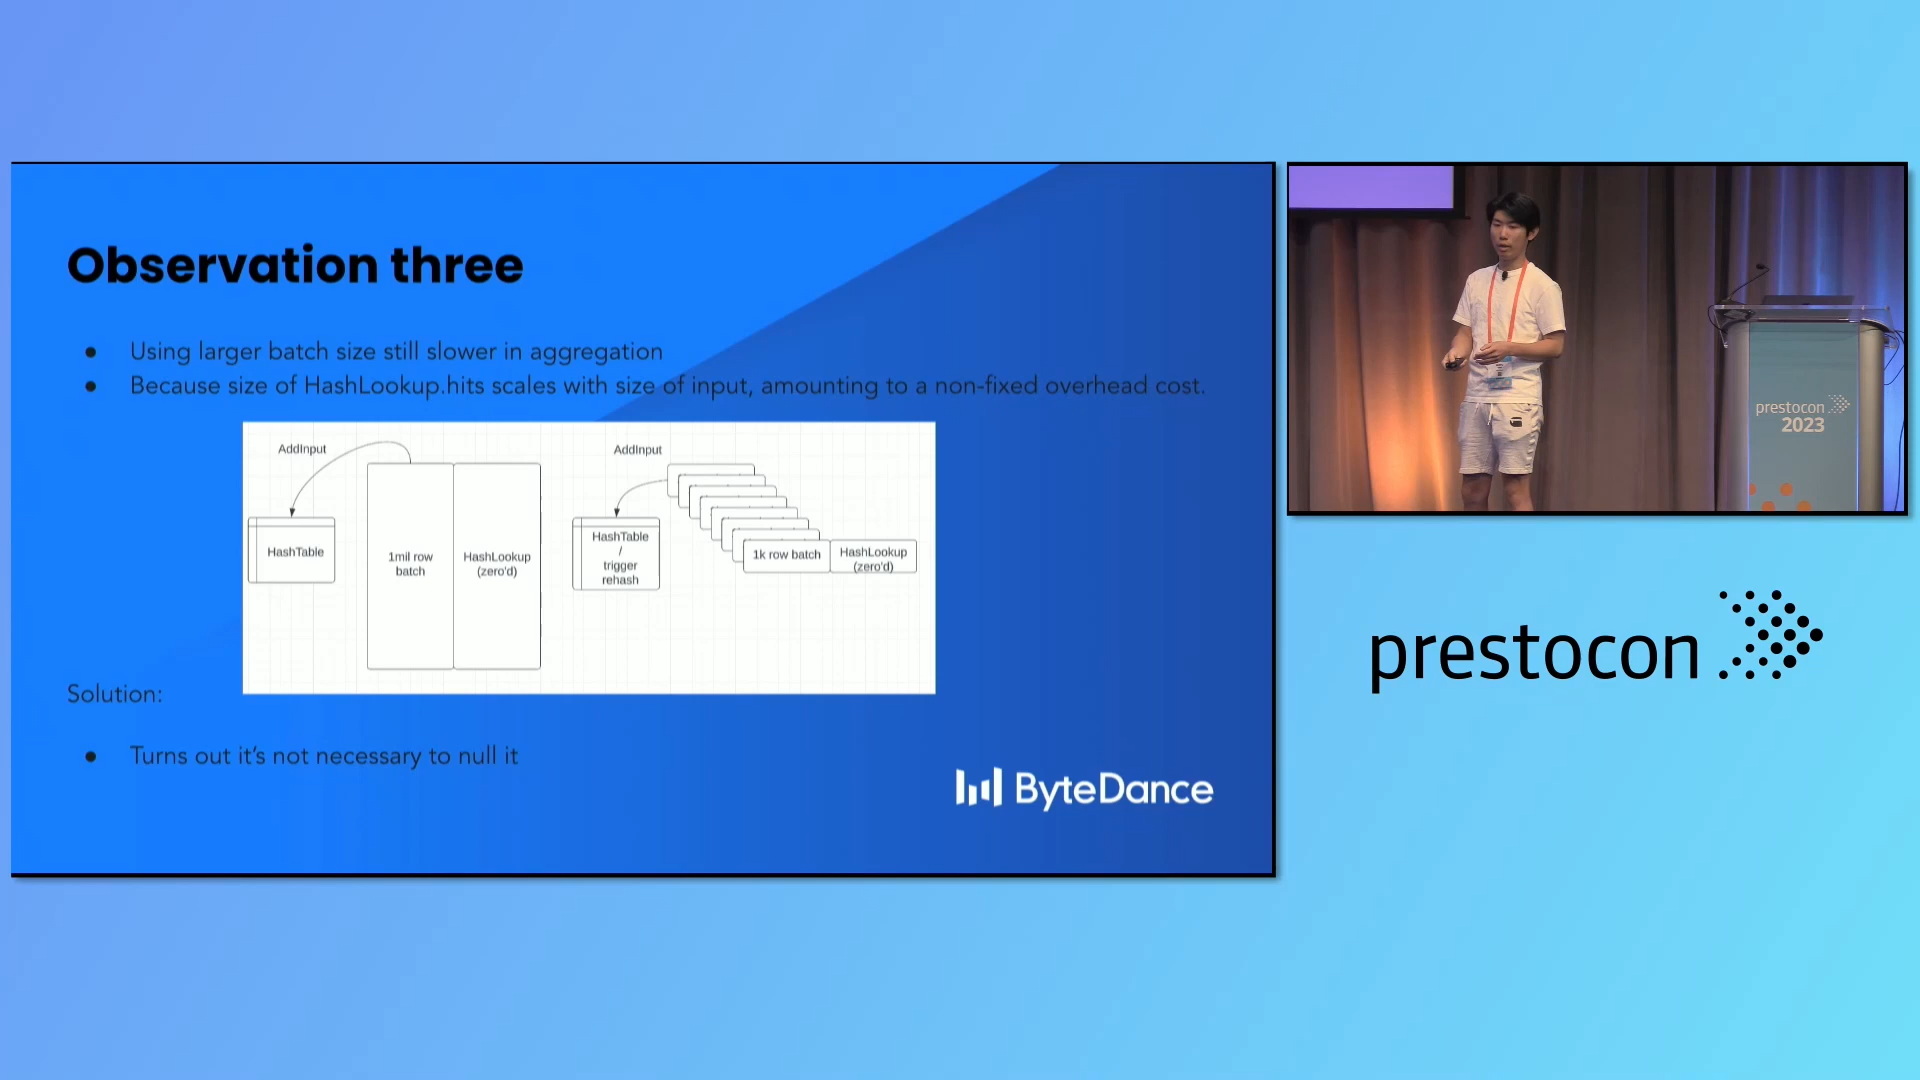 Observation three
● Using larger batch size still slower in aggregation
● Because size of HashLookup.hits scales with size of input, amounting to a non-fixed overhead cost.
AddInput
HashTable
1mil row
batch
HashLookup
(zero'd)
AddInput
HashTable
/
trigger
rehash
1k row batch
HashLookup
(zero'd)
Solution:
● Turns out it's not necessary to null it
ByteDance
prestocon
2023
prestocon